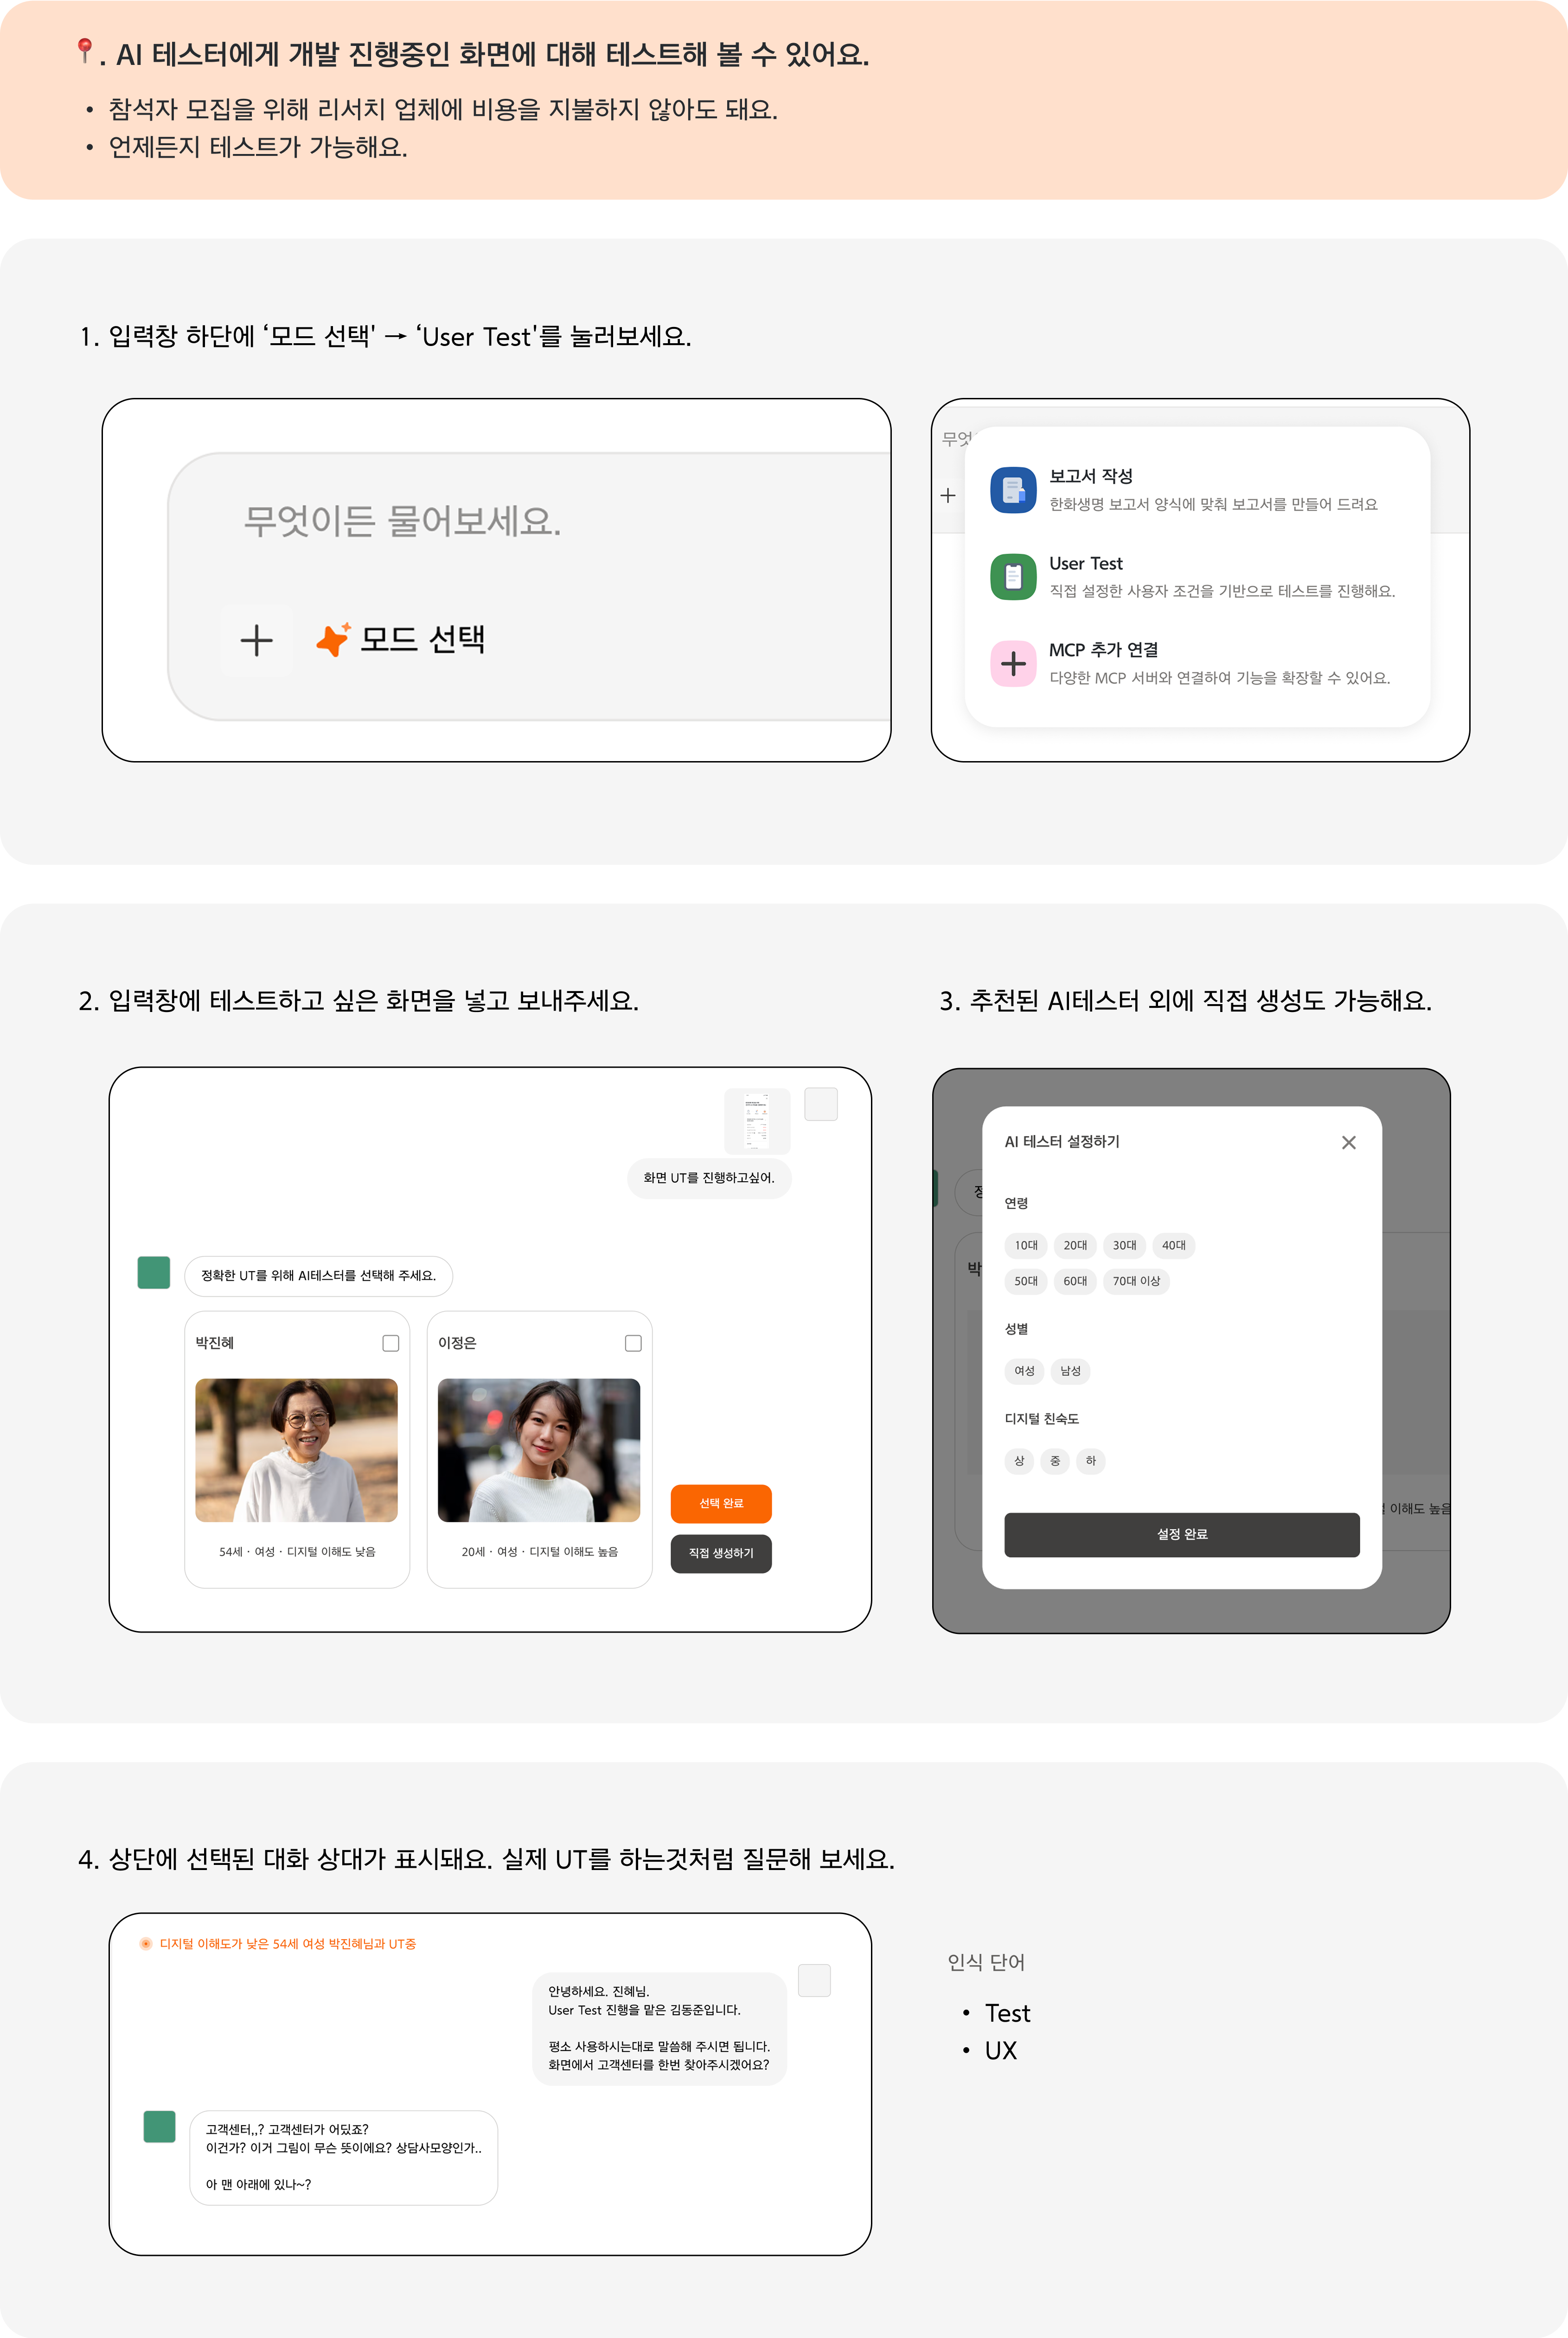 . AI 테스터에게 개발 진행중인 화면에 대해 테스트해 볼 수 있어요.
• 참석자 모집을 위해 리서치 업체에 비용을 지불하지 않아도 돼요.
• 언제든지 테스트가 가능해요.
1. 입력창 하단에 ‘모드 선택' → ‘User Test'를 눌러보세요.
무엇이든 물어보세요.
모드 선택
무엇
보고서 작성
한화생명 보고서 양식에 맞춰 보고서를 만들어 드려요
User Test
직접 설정한 사용자 조건을 기반으로 테스트를 진행해요.
MCP 추가 연결
다양한 MCP 서버와 연결하여 기능을 확장할 수 있어요.
2. 입력창에 테스트하고 싶은 화면을 넣고 보내주세요.
화면 UT를 진행하고싶어.
정확한 UT를 위해 AI테스터를 선택해 주세요.
박진혜
54세 · 여성 · 디지털 이해도 낮음
이정은
20세 · 여성 · 디지털 이해도 높음
선택 완료
직접 생성하기
3. 추천된 AI테스터 외에 직접 생성도 가능해요.
AI 테스터 설정하기
연령
10대 20대 30대 40대
50대 60대 70대 이상
성별
여성 남성
디지털 친숙도
상 중 하
설정 완료
박
이해도 높음
4. 상단에 선택된 대화 상대가 표시돼요. 실제 UT를 하는것처럼 질문해 보세요.
디지털 이해도가 낮은 54세 여성 박진혜님과 UT중
안녕하세요. 진혜님.
User Test 진행을 맡은 김동준입니다.
평소 사용하시는대로 말씀해 주시면 됩니다.
화면에서 고객센터를 한번 찾아주시겠어요?
고객센터,,? 고객센터가 어딨죠?
이건가? 이거 그림이 무슨 뜻이에요? 상담사모양인가..
아 맨 아래에 있나~?
인식 단어
• Test
• UX